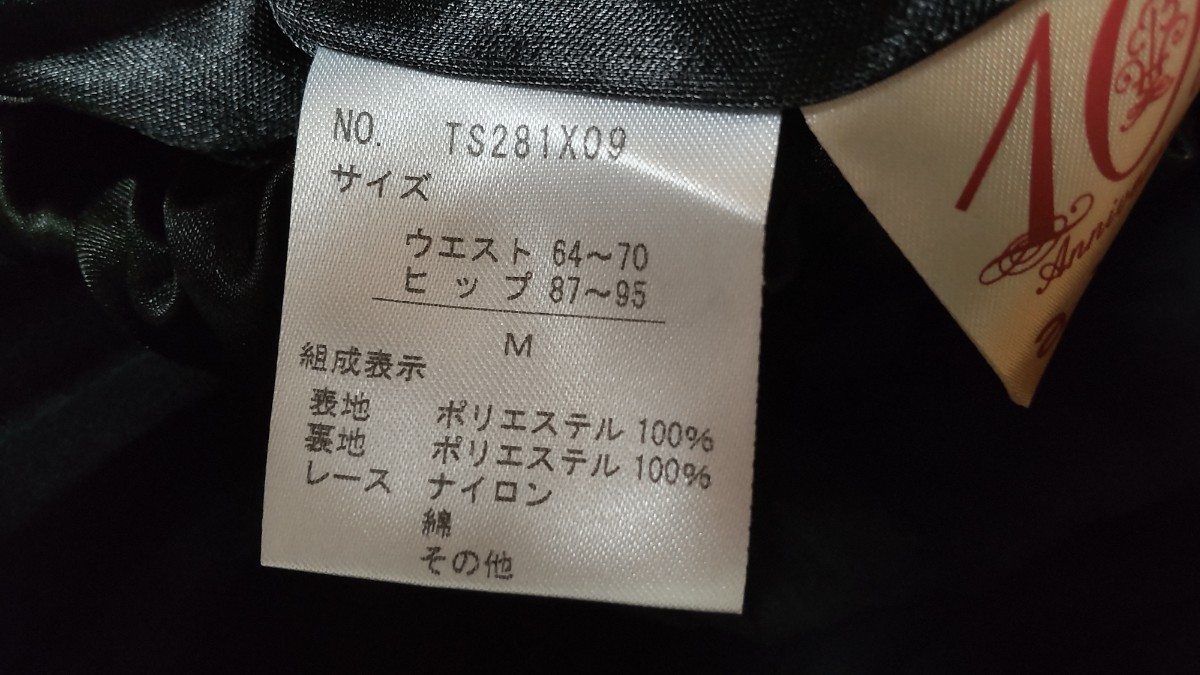 NO. TS281X09
サイズ
ウエスト 64～70
ヒップ 87～95
M
組成表示
表地 ポリエステル 100%
裏地 ポリエステル 100%
レース ナイロン
綿
その他
10